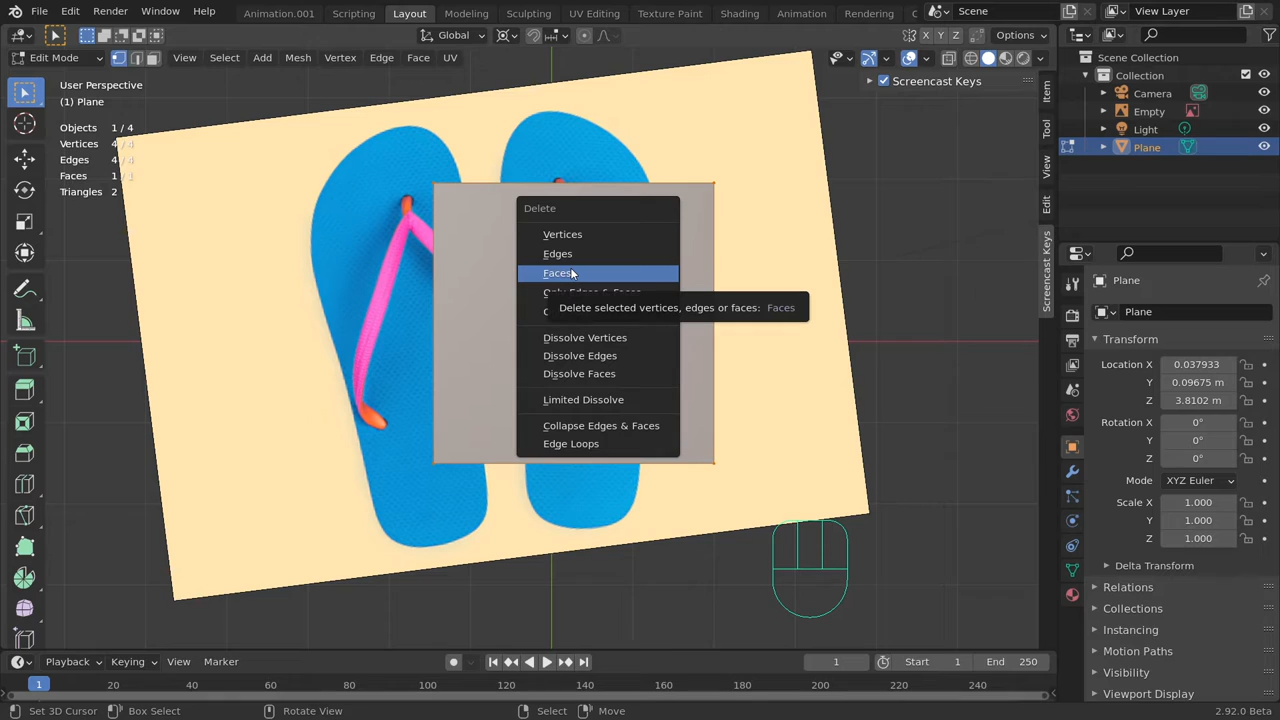 File Edit Render Window Help Animation.001 Scripting Layout Modeling Sculpting UV Editing Texture Paint Shading Animation Rendering Scene View Layer
Global Options
Edit Mode View Select Add Mesh Vertex Edge Face UV X Y Z
User Perspective
(1) Plane
Objects 1 / 4
Vertices 4 / 4
Edges 4 / 4
Faces 1 / 1
Triangles 2
Screencast Keys
Item
Tool
View
Edit
Screencast Keys
Delete
Vertices
Edges
Faces
Only Edges & Faces
Delete selected vertices, edges or faces: Faces
Dissolve Vertices
Dissolve Edges
Dissolve Faces
Limited Dissolve
Collapse Edges & Faces
Edge Loops
Scene Collection
Collection
Camera
Empty
Light
Plane
Plane
Plane
Transform
Location X 0.037933
Y 0.09675 m
Z 3.8102 m
Rotation X 0°
Y 0°
Z 0°
Mode XYZ Euler
Scale X 1.000
Y 1.000
Z 1.000
Delta Transform
Relations
Collections
Instancing
Motion Paths
Visibility
Viewport Display
Playback Keying View Marker 1 Start 1 End 250
1 20 40 60 80 100 120 140 160 180 200 220 240
Set 3D Cursor Box Select Rotate View Select Move 2.92.0 Beta